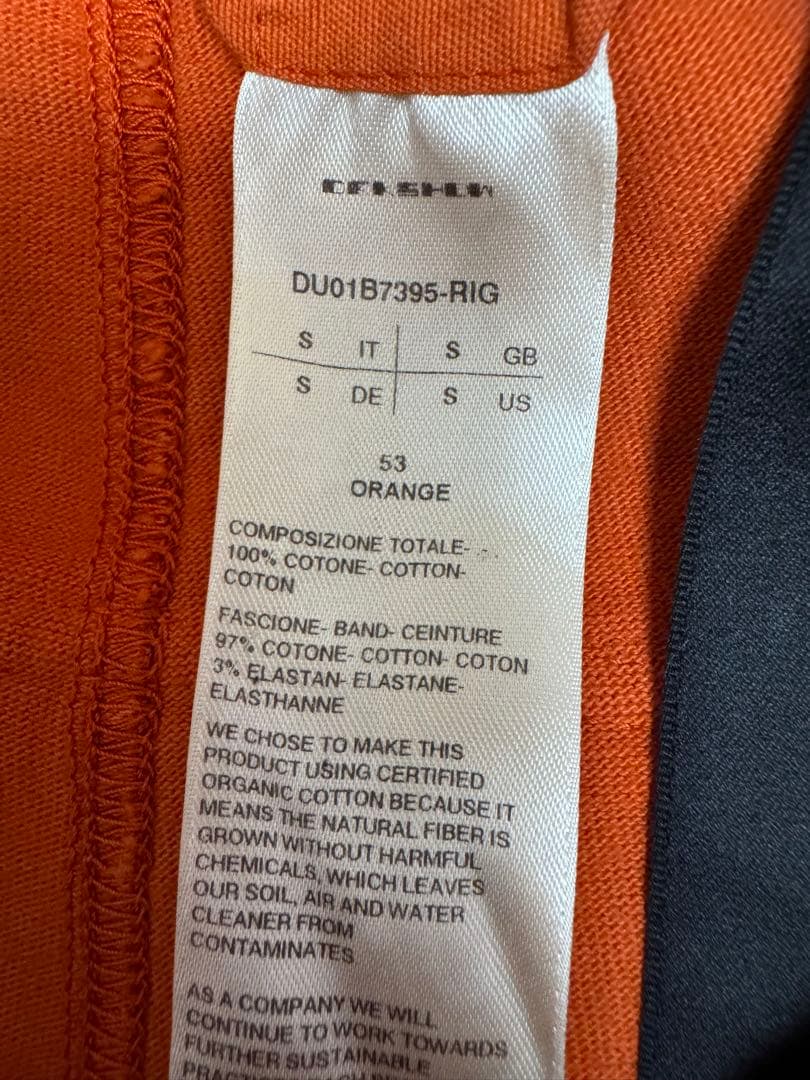 DRKSHDW
DU01B7395-RIG
S IT S GB
S DE S US
53
ORANGE
COMPOSIZIONE TOTALE- - -
100% COTONE- COTTON-
COTON
FASCIONE- BAND- CEINTURE
97% COTONE- COTTON- COTON
3% ELASTAN- ELASTANE-
ELASTHANNE
WE CHOSE TO MAKE THIS
PRODUCT USING CERTIFIED
ORGANIC COTTON BECAUSE IT
MEANS THE NATURAL FIBER IS
GROWN WITHOUT HARMFUL
CHEMICALS, WHICH LEAVES
OUR SOIL, AIR AND WATER
CLEANER FROM
CONTAMINATES
AS A COMPANY WE WILL
CONTINUE TO WORK TOWARDS
FURTHER SUSTAINABLE